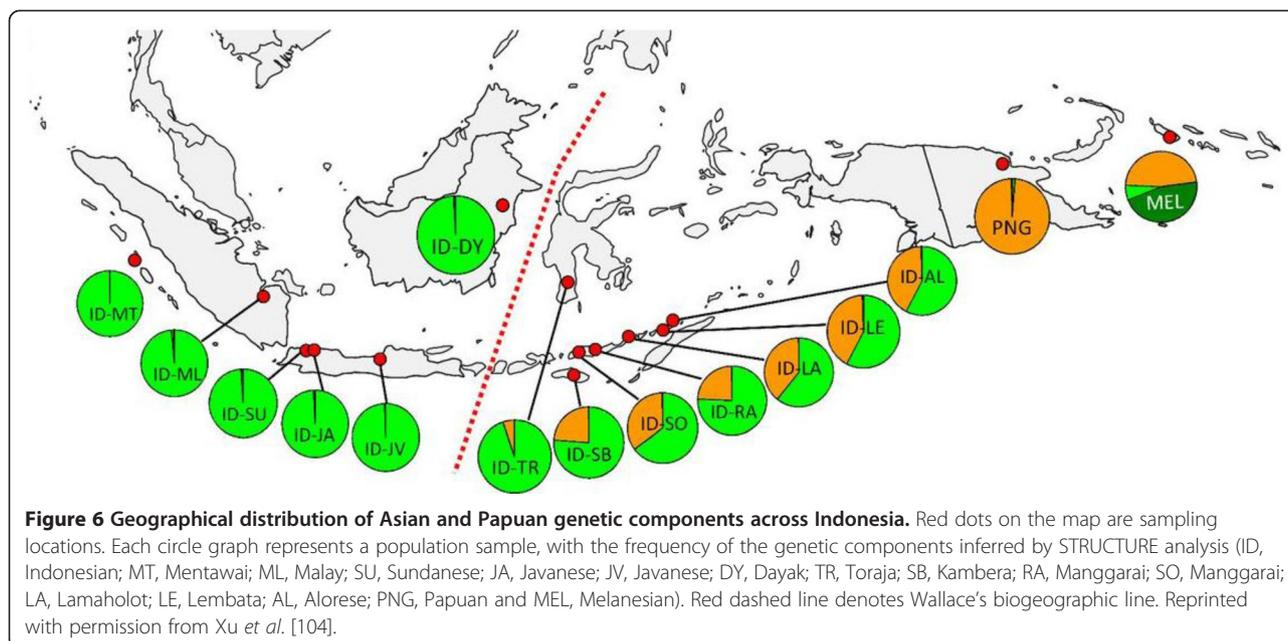 MEL
PNG
ID-DY
ID-AL
ID-MT
ID-LE
ID-ML
ID-LA
ID-SU
ID-RA
ID-JA
ID-SO
ID-JV
ID-TR
ID-SB
Figure 6 Geographical distribution of Asian and Papuan genetic components across Indonesia. Red dots on the map are sampling
locations. Each circle graph represents a population sample, with the frequency of the genetic components inferred by STRUCTURE analysis (ID,
Indonesian; MT, Mentawai; ML, Malay; SU, Sundanese; JA, Javanese; JV, Javanese; DY, Dayak; TR, Toraja; SB, Kambera; RA, Manggarai; SO, Manggarai;
LA, Lamaholot; LE, Lembata; AL, Alorese; PNG, Papuan and MEL, Melanesian). Red dashed line denotes Wallace's biogeographic line. Reprinted
with permission from Xu et al. [104].